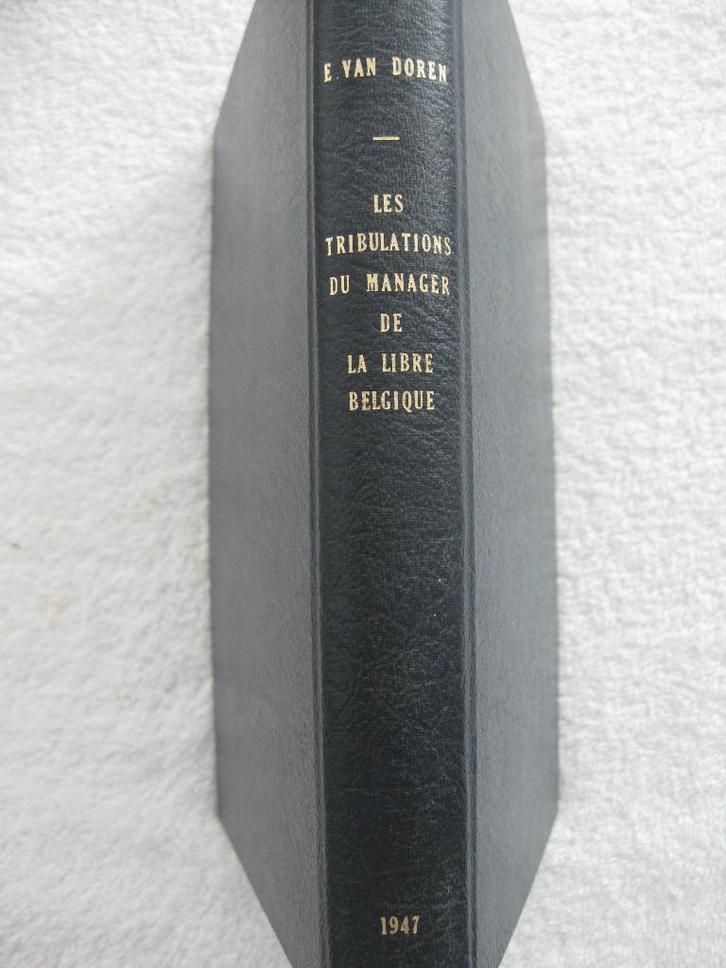 E. VAN DOREN
LES
TRIBULATIONS
DU MANAGER
DE
LA LIBRE
BELGIQUE
1947